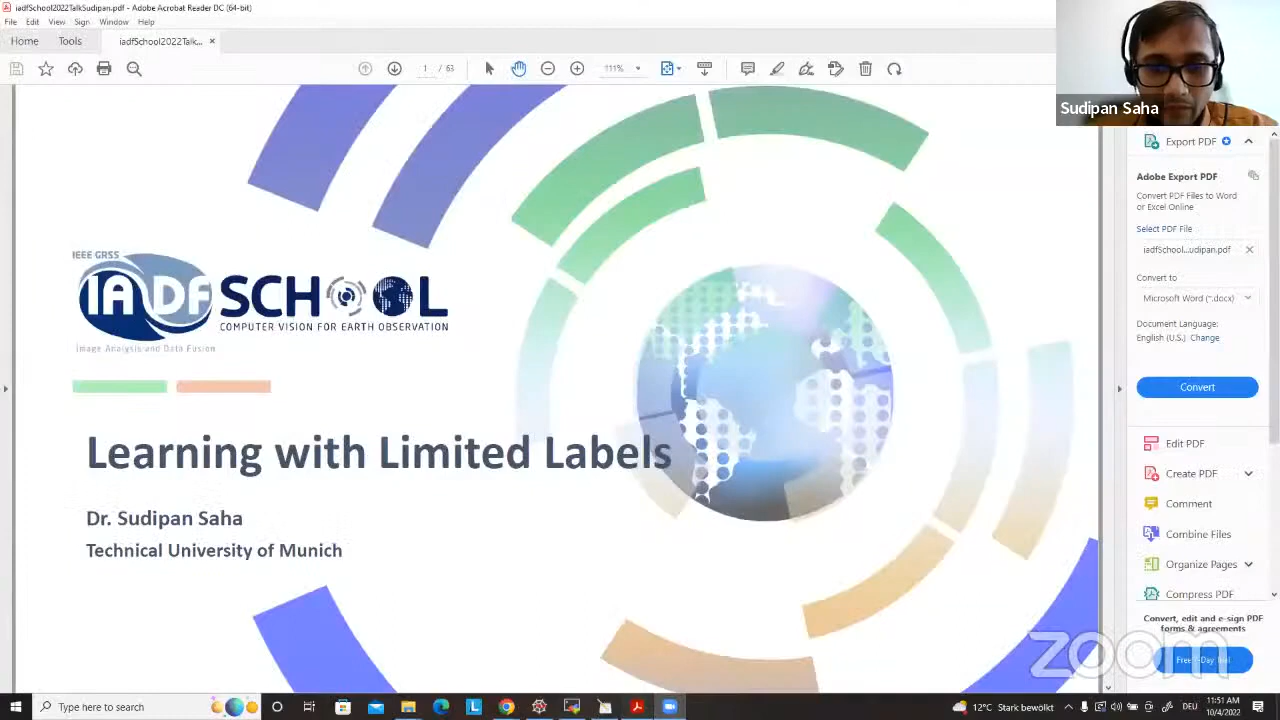 iadfSchool2022TalkSudipan.pdf - Adobe Acrobat Reader DC (64-bit)
File Edit View Sign Window Help
Home Tools iadfSchool2022Talk... ×
1 / 63 111%
Sudipan Saha
Export PDF
Adobe Export PDF
Convert PDF Files to Word
or Excel Online
Select PDF File
iadfSchool...udipan.pdf ×
Convert to
Microsoft Word (*.docx)
Document Language:
English (U.S.) Change
Convert
Edit PDF
Create PDF
Comment
Combine Files
Organize Pages
Compress PDF
Convert, edit and e-sign PDF
forms & agreements
Free 7-Day Trial
IEEE GRSS
IADF SCHOOL
COMPUTER VISION FOR EARTH OBSERVATION
Image Analysis and Data Fusion
Learning with Limited Labels
Dr. Sudipan Saha
Technical University of Munich
zoom
Type here to search
12°C Stark bewölkt DEU 11:51 AM
10/4/2022